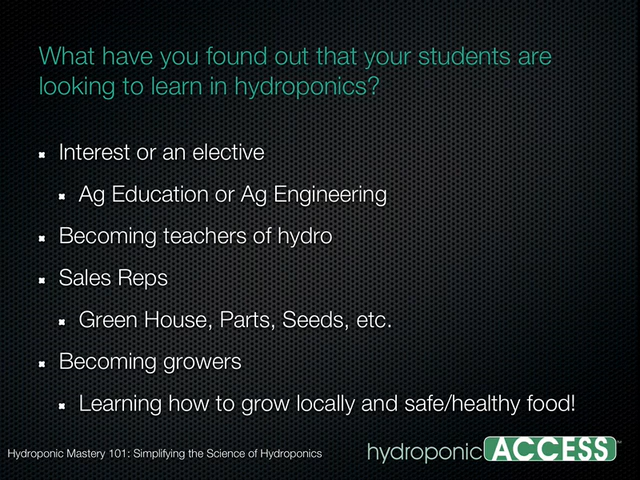 What have you found out that your students are
looking to learn in hydroponics?
Interest or an elective
Ag Education or Ag Engineering
Becoming teachers of hydro
Sales Reps
Green House, Parts, Seeds, etc.
Becoming growers
Learning how to grow locally and safe/healthy food!
Hydroponic Mastery 101: Simplifying the Science of Hydroponics
hydroponic ACCESS™